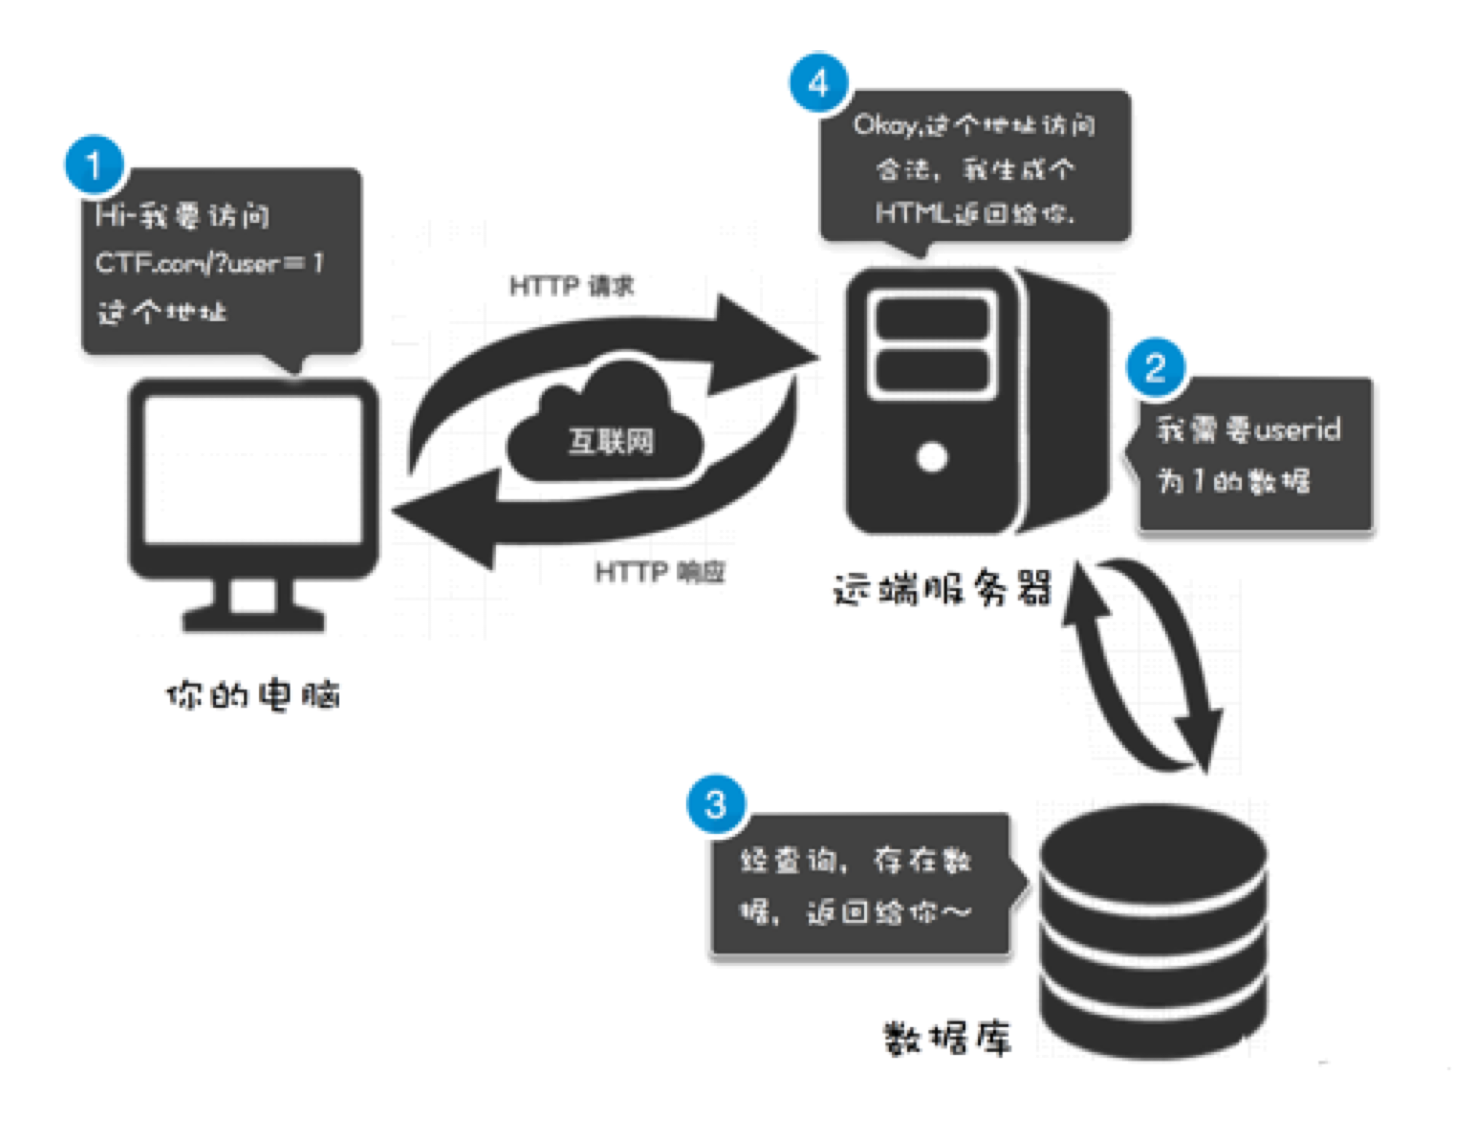 1
Hi-我要访问
CTF.com/?user=1
这个地址
你的电脑
HTTP 请求
互联网
HTTP 响应
4
Okay,这个地址访问
合法，我生成个
HTML返回给你.
远端服务器
2
我需要userid
为1的数据
3
经查询，存在数
据，返回给你～
数据库